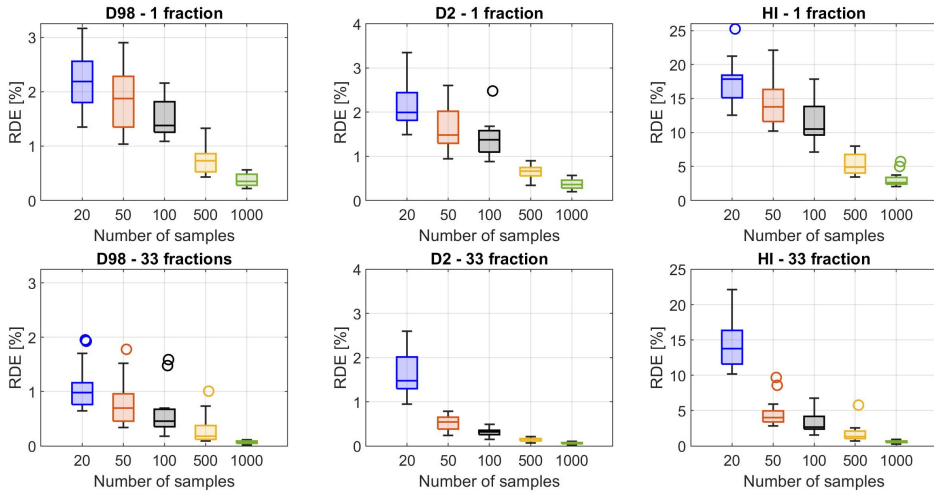 D98 - 1 fraction
RDE [%]
3
2
1
0
20 50 100 500 1000
Number of samples
D2 - 1 fraction
RDE [%]
4
3
2
1
0
20 50 100 500 1000
Number of samples
HI - 1 fraction
RDE [%]
25
20
15
10
5
0
20 50 100 500 1000
Number of samples
D98 - 33 fractions
RDE [%]
3
2
1
0
20 50 100 500 1000
Number of samples
D2 - 33 fraction
RDE [%]
4
3
2
1
0
20 50 100 500 1000
Number of samples
HI - 33 fraction
RDE [%]
25
20
15
10
5
0
20 50 100 500 1000
Number of samples